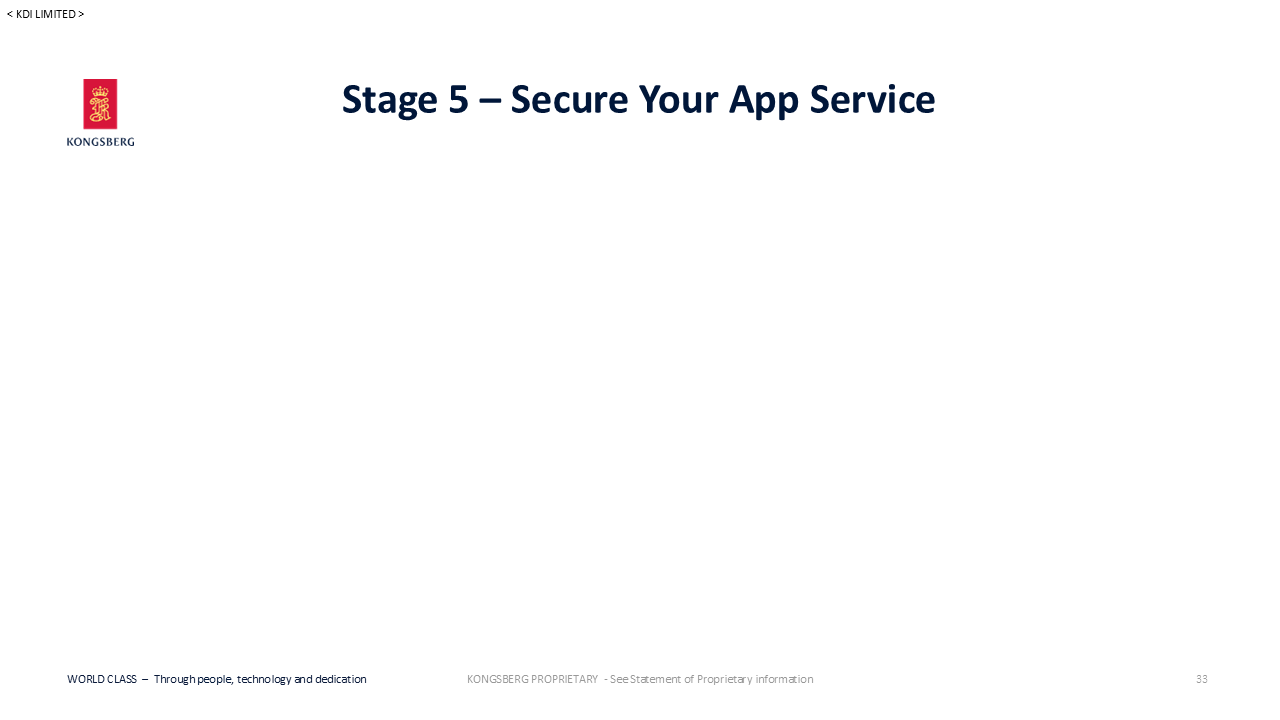 < KDI LIMITED >
Stage 5 – Secure Your App Service
KONGSBERG
WORLD CLASS – Through people, technology and dedication
KONGSBERG PROPRIETARY - See Statement of Proprietary information
33